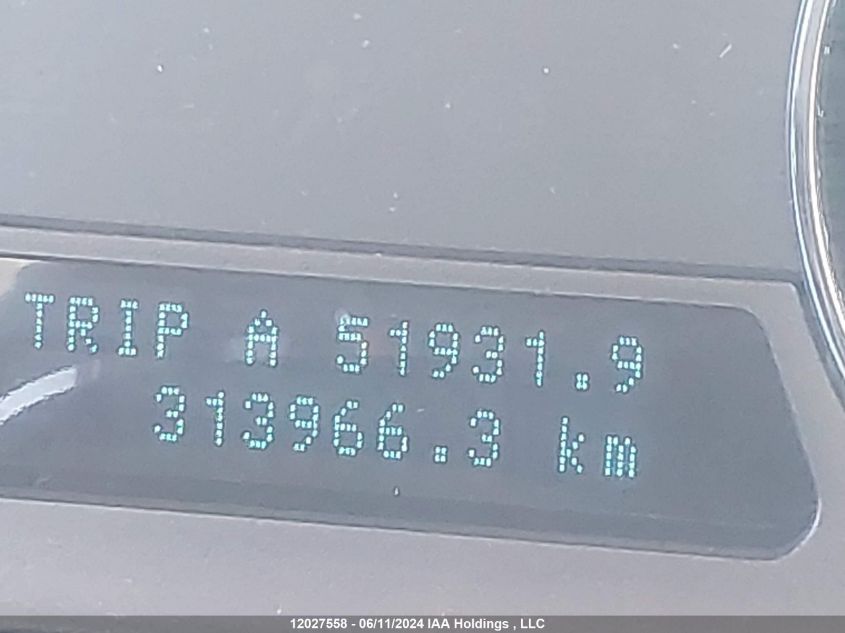 TRIP A 51931.9
313966.3 km
12027558 - 06/11/2024 IAA Holdings , LLC